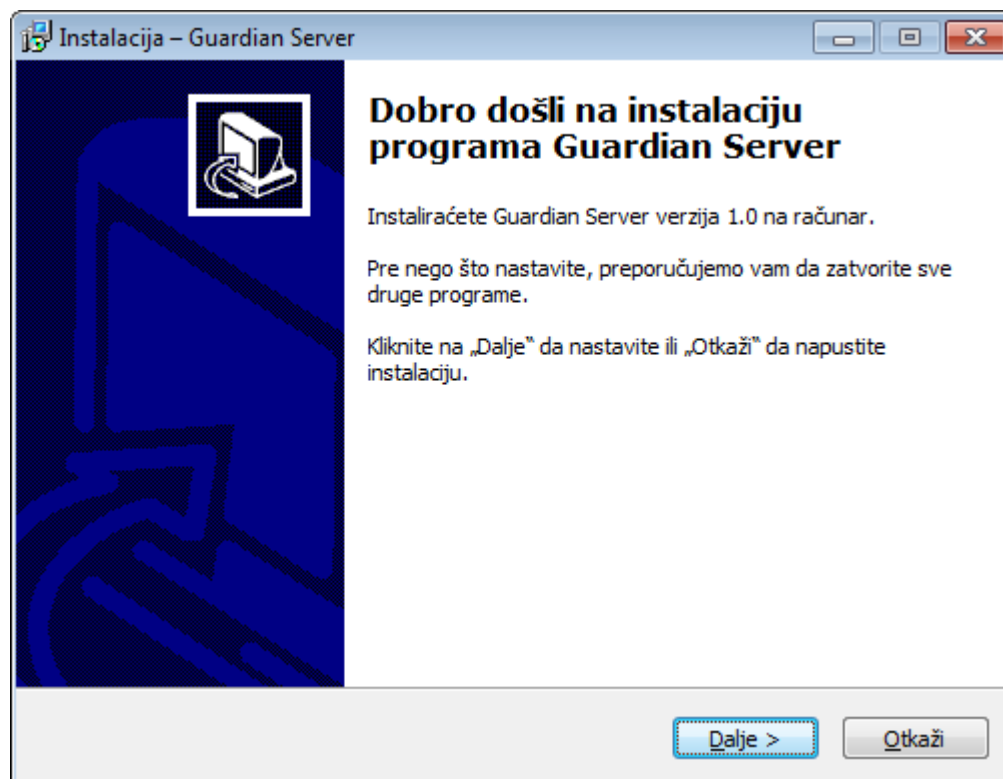 Instalacija – Guardian Server
Dobro došli na instalaciju
programa Guardian Server
Instaliraćete Guardian Server verzija 1.0 na računar.
Pre nego što nastavite, preporučujemo vam da zatvorite sve
druge programe.
Kliknite na „Dalje“ da nastavite ili „Otkaži“ da napustite
instalaciju.
Dalje >
Otkaži